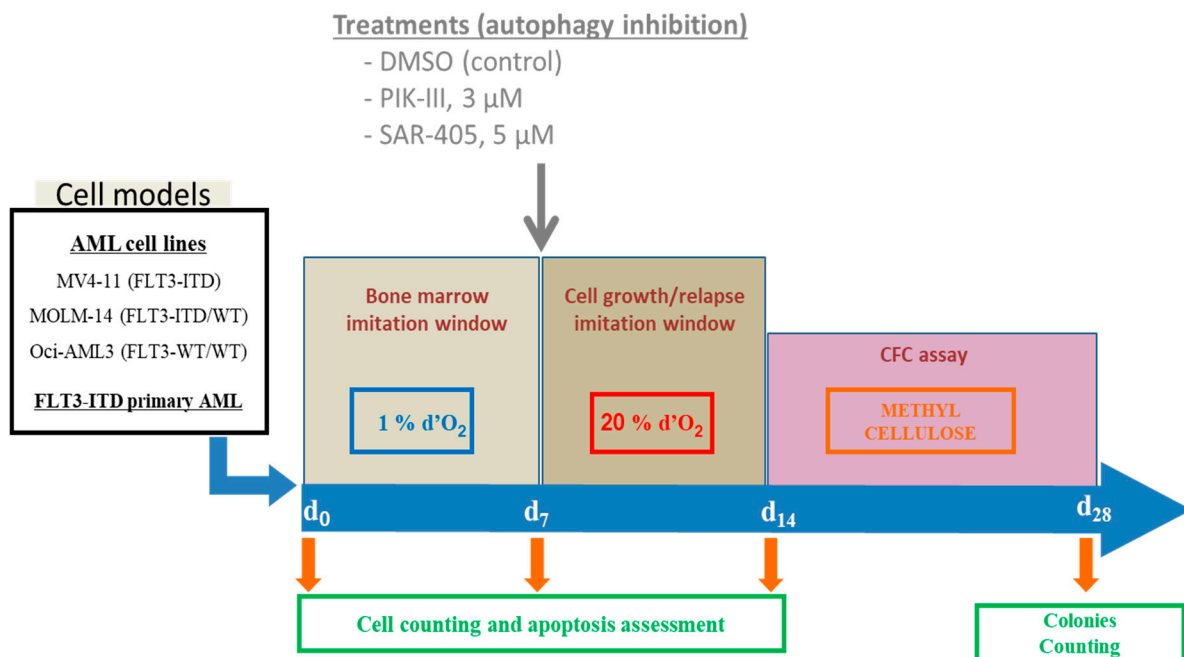 Treatments (autophagy inhibition)
- DMSO (control)
- PIK-III, 3 µM
- SAR-405, 5 µM
Cell models
AML cell lines
MV4-11 (FLT3-ITD)
MOLM-14 (FLT3-ITD/WT)
Oci-AML3 (FLT3-WT/WT)
FLT3-ITD primary AML
Bone marrow
imitation window
1 % d’O₂
Cell growth/relapse
imitation window
20 % d’O₂
CFC assay
METHYL
CELLULOSE
d₀
d₇
d₁₄
d₂₈
Cell counting and apoptosis assessment
Colonies
Counting